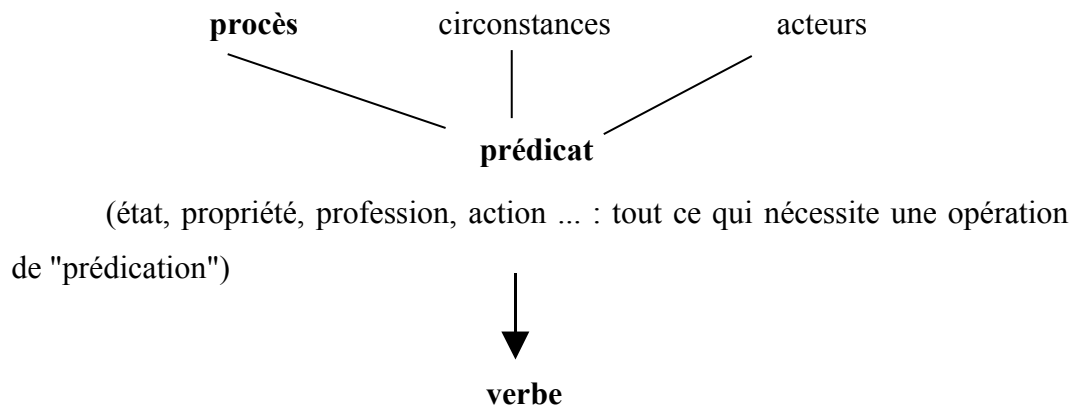 procès circonstances acteurs
prédicat
(état, propriété, profession, action ... : tout ce qui nécessite une opération
de "prédication")
verbe